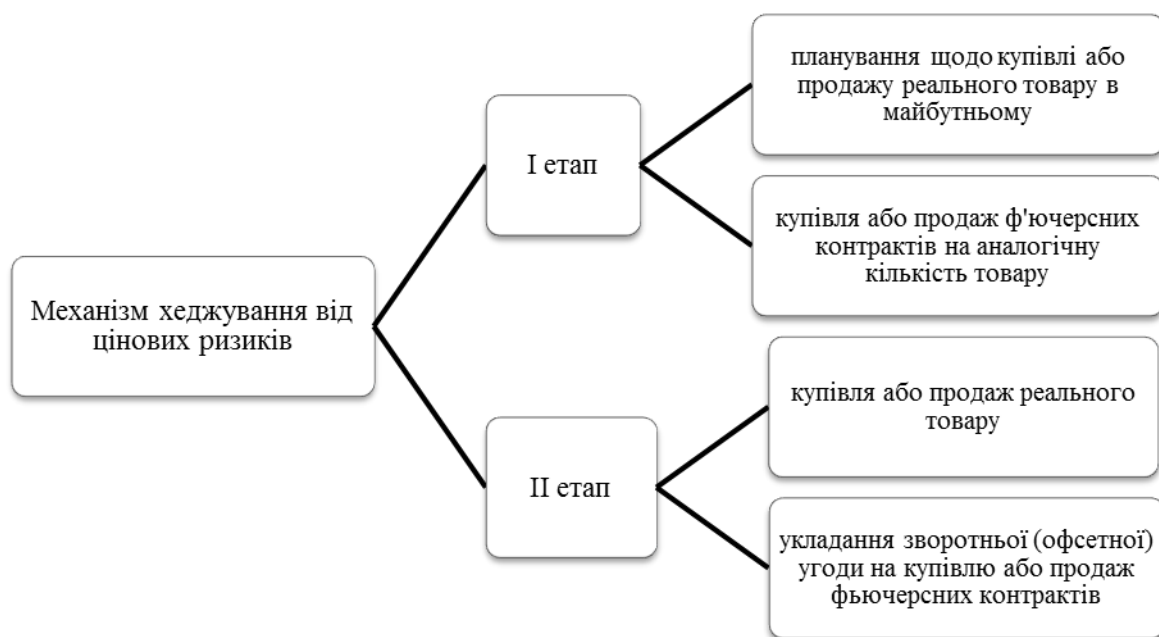 Механізм хеджування від
цінових ризиків
І етап
планування щодо купівлі або
продажу реального товару в
майбутньому
купівля або продаж ф'ючерсних
контрактів на аналогічну
кількість товару
ІІ етап
купівля або продаж реального
товару
укладання зворотньої (офсетної)
угоди на купівлю або продаж
фьючерсних контрактів